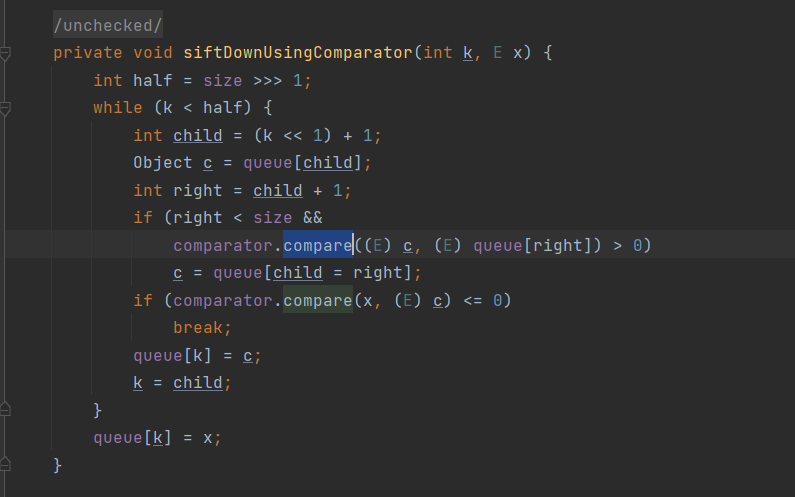 /unchecked/
private void siftDownUsingComparator(int k, E x) {
    int half = size >>> 1;
    while (k < half) {
        int child = (k << 1) + 1;
        Object c = queue[child];
        int right = child + 1;
        if (right < size &&
            comparator.compare((E) c, (E) queue[right]) > 0)
            c = queue[child = right];
        if (comparator.compare(x, (E) c) <= 0)
            break;
        queue[k] = c;
        k = child;
    }
    queue[k] = x;
}